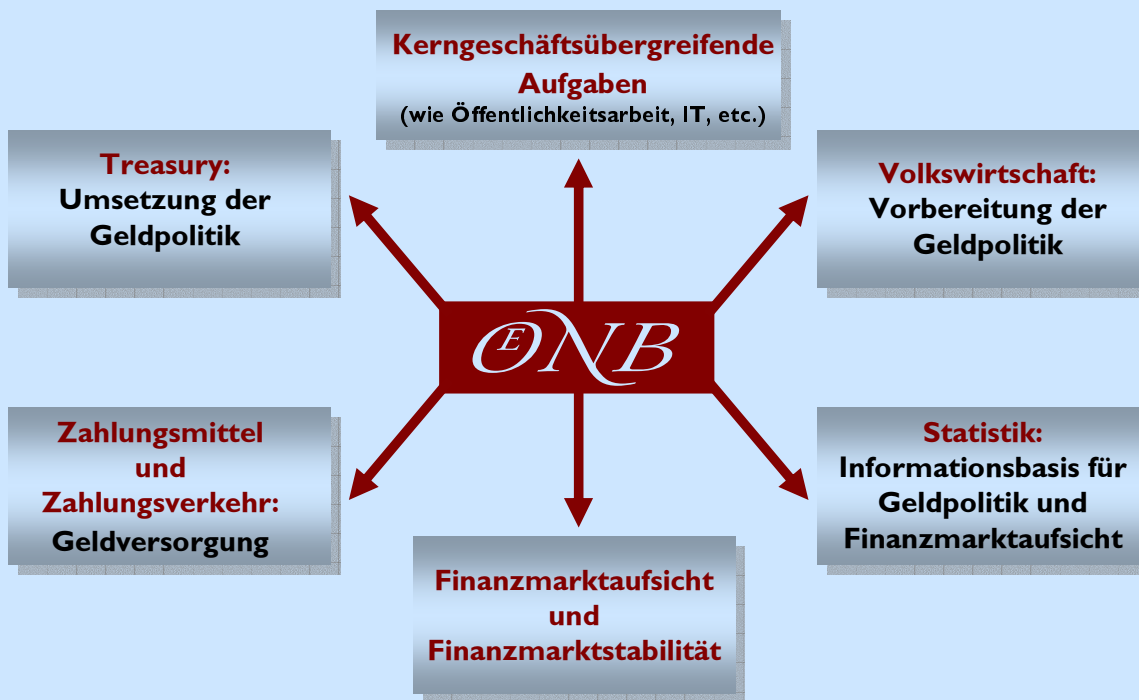 Kerngeschäftsübergreifende
Aufgaben
(wie Öffentlichkeitsarbeit, IT, etc.)
Treasury:
Umsetzung der
Geldpolitik
Volkswirtschaft:
Vorbereitung der
Geldpolitik
OENB
Zahlungsmittel
und
Zahlungsverkehr:
Geldversorgung
Statistik:
Informationsbasis für
Geldpolitik und
Finanzmarktaufsicht
Finanzmarktaufsicht
und
Finanzmarktstabilität